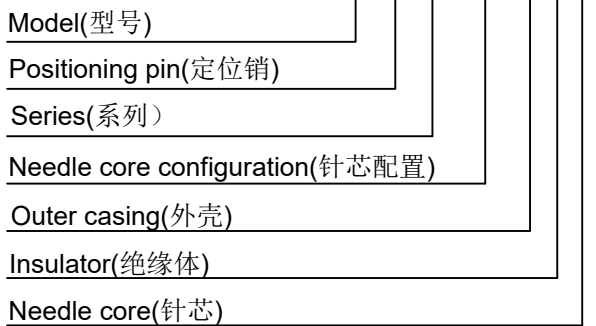 Model(型号)
Positioning pin(定位销)
Series(系列）
Needle core configuration(针芯配置)
Outer casing(外壳)
Insulator(绝缘体)
Needle core(针芯)